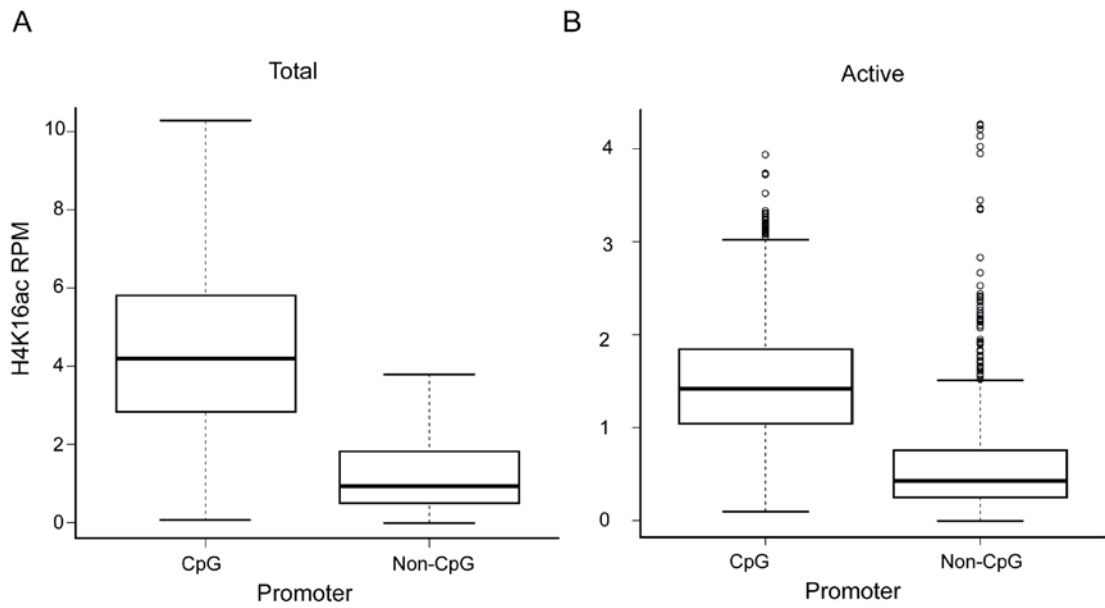 A
Total
H4K16ac RPM
10
8
6
4
2
0
CpG
Non-CpG
Promoter
B
Active
4
3
2
1
0
CpG
Non-CpG
Promoter